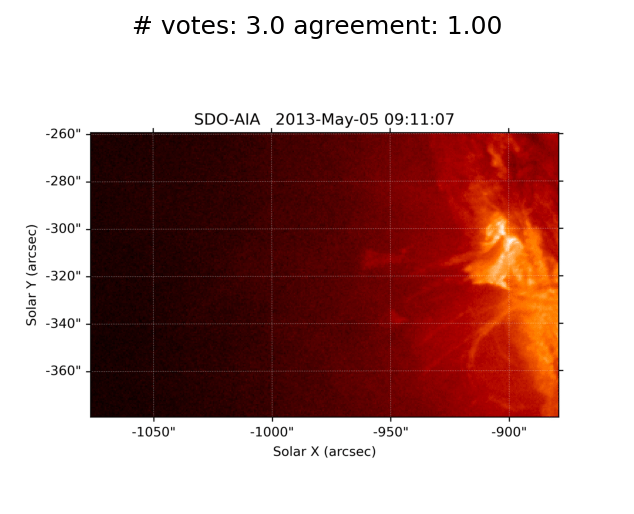 # votes: 3.0 agreement: 1.00
SDO-AIA 2013-May-05 09:11:07
-260"
-280"
-300"
-320"
-340"
-360"
Solar Y (arcsec)
-1050" -1000" -950" -900"
Solar X (arcsec)